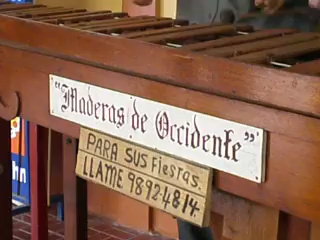 "Maderas de Occidente"
PARA SUS Fiestas.
LLAME 98924814.